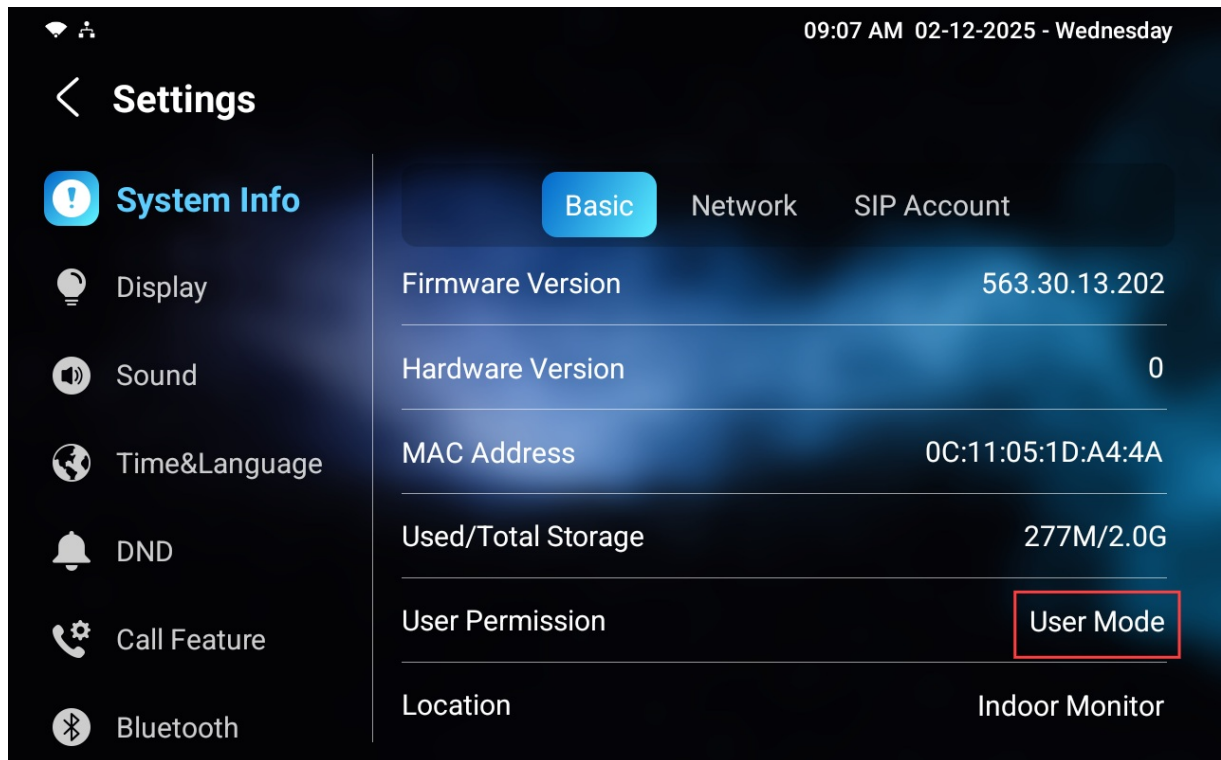 09:07 AM 02-12-2025 - Wednesday
Settings
System Info
Display
Sound
Time&Language
DND
Call Feature
Bluetooth
Basic Network SIP Account
Firmware Version 563.30.13.202
Hardware Version 0
MAC Address 0C:11:05:1D:A4:4A
Used/Total Storage 277M/2.0G
User Permission User Mode
Location Indoor Monitor